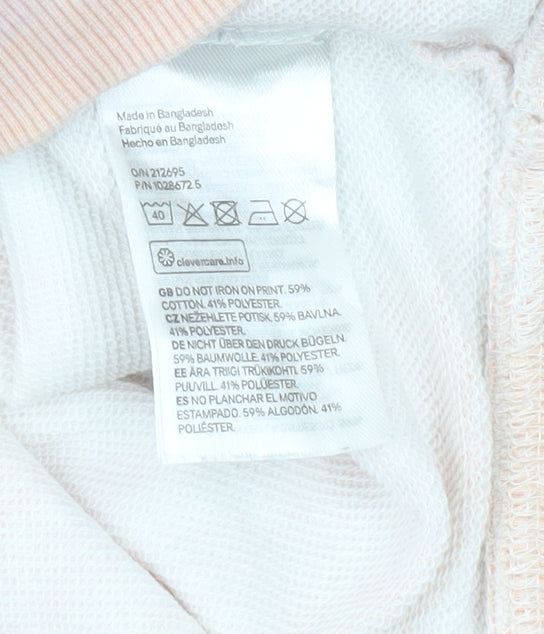 Made in Bangladesh
Fabriqué au Bangladesh
Hecho en Bangladesh
O/N 212695
P/N 1028672.5
40
clevercare.info
GB DO NOT IRON ON PRINT. 59%
COTTON. 41% POLYESTER.
CZ NEŽEHLETE POTISK. 59% BAVLNA.
41% POLYESTER.
DE NICHT ÜBER DEN DRUCK BÜGELN.
59% BAUMWOLLE. 41% POLYESTER.
EE ÄRA TRIIGI TRÜKIKOHTI. 59%
PUUVILL. 41% POLÜESTER.
ES NO PLANCHAR EL MOTIVO
ESTAMPADO. 59% ALGODÓN. 41%
POLIÉSTER.